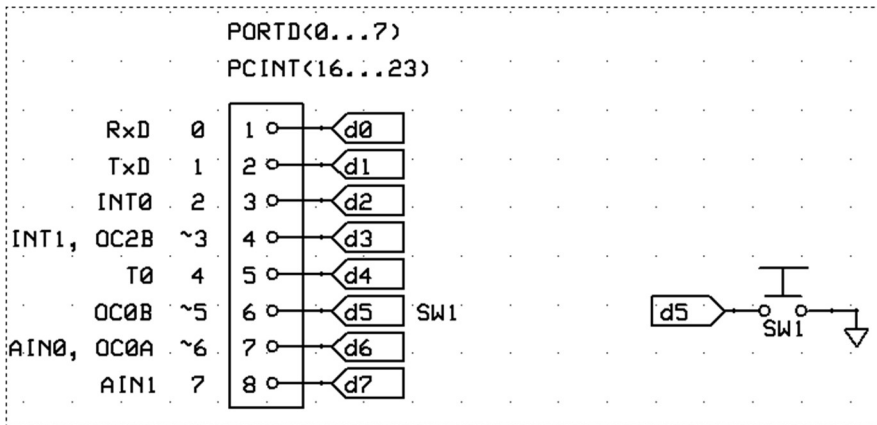 PORTD(0...7)
PCINT(16...23)
RxD 0 1 d0
TxD 1 2 d1
INT0 2 3 d2
INT1, OC2B ~3 4 d3
T0 4 5 d4
OC0B ~5 6 d5 SW1
AIN0, OC0A ~6 7 d6
AIN1 7 8 d7
d5 SW1